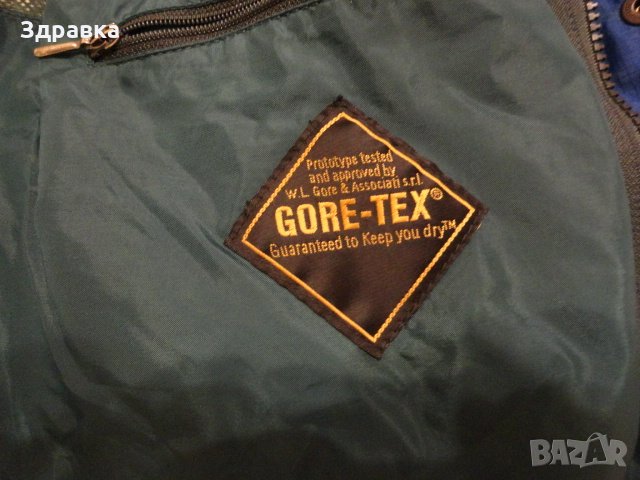 Здравка
Prototype tested
and approved by
W.L. Gore & Associati s.r.l.
GORE-TEX®
Guaranteed to Keep you dry™
BAZAR